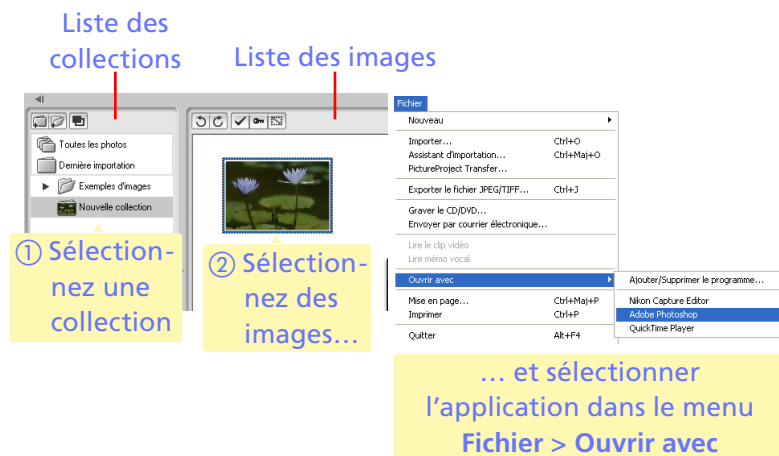 Liste des
collections
Liste des images
Toutes les photos
Dernière importation
Exemples d'images
Nouvelle collection
① Sélection-
nez une
collection
② Sélection-
nez des
images...
Fichier
Nouveau
Importer... Ctrl+O
Assistant d'importation... Ctrl+Maj+O
PictureProject Transfer...
Exporter le fichier JPEG/TIFF... Ctrl+J
Graver le CD/DVD...
Envoyer par courrier électronique...
Lire le clip vidéo
Lire mémo vocal
Ouvrir avec
Ajouter/Supprimer le programme...
Mise en page... Ctrl+Maj+P
Nikon Capture Editor
Imprimer Ctrl+P
Adobe Photoshop
QuickTime Player
Quitter Alt+F4
... et sélectionner
l'application dans le menu
Fichier > Ouvrir avec